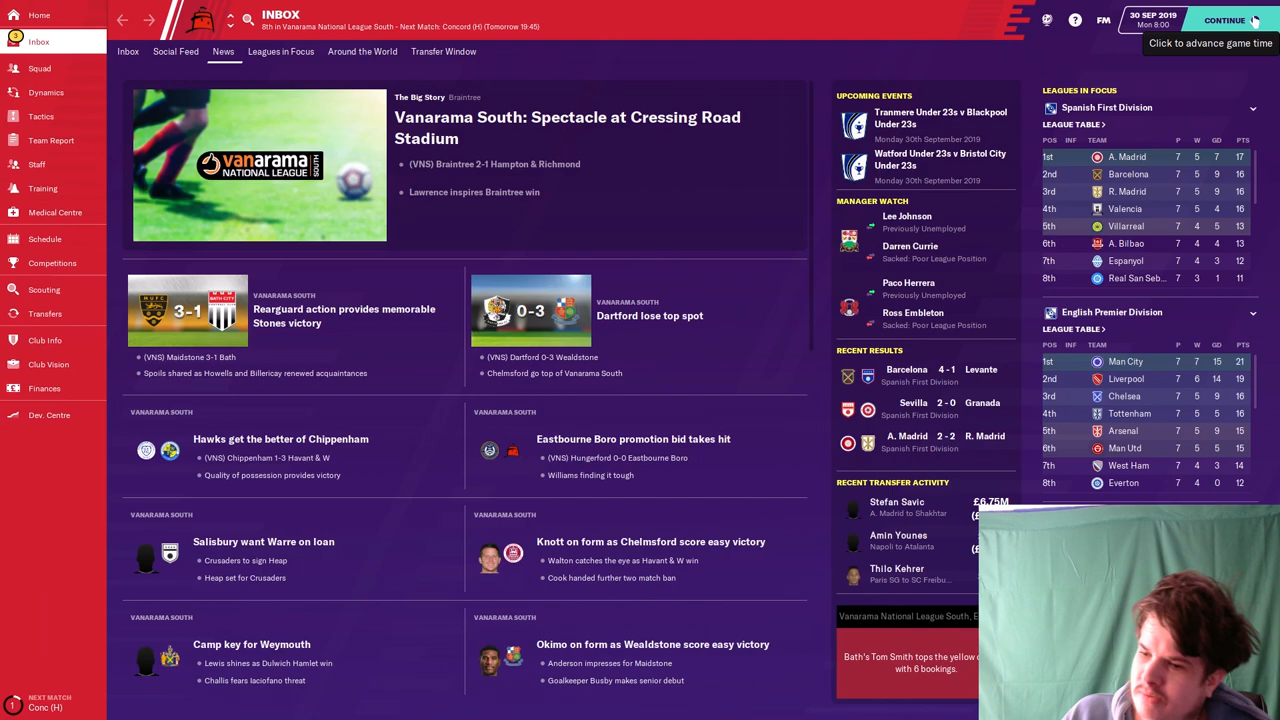 Home
3
Inbox
Squad
Dynamics
Tactics
Team Report
Staff
Training
Medical Centre
Schedule
Competitions
Scouting
Transfers
Club Info
Club Vision
Finances
Dev. Centre
1
NEXT MATCH
Conc (H)
INBOX
8th in Vanarama National League South - Next Match: Concord (H) (Tomorrow 19:45)
?
FM
30 SEP 2019
Mon 8:00
CONTINUE
Click to advance game time
Inbox Social Feed News Leagues in Focus Around the World Transfer Window
vanarama
NATIONAL LEAGUE
SOUTH
The Big Story Braintree
Vanarama South: Spectacle at Cressing Road
Stadium
(VNS) Braintree 2-1 Hampton & Richmond
Lawrence inspires Braintree win
3-1
VANARAMA SOUTH
Rearguard action provides memorable
Stones victory
(VNS) Maidstone 3-1 Bath
Spoils shared as Howells and Billericay renewed acquaintances
0-3
VANARAMA SOUTH
Dartford lose top spot
(VNS) Dartford 0-3 Wealdstone
Chelmsford go top of Vanarama South
VANARAMA SOUTH
Hawks get the better of Chippenham
(VNS) Chippenham 1-3 Havant & W
Quality of possession provides victory
VANARAMA SOUTH
Eastbourne Boro promotion bid takes hit
(VNS) Hungerford 0-0 Eastbourne Boro
Williams finding it tough
VANARAMA SOUTH
Salisbury want Warre on loan
Crusaders to sign Heap
Heap set for Crusaders
VANARAMA SOUTH
Knott on form as Chelmsford score easy victory
Walton catches the eye as Havant & W win
Cook handed further two match ban
VANARAMA SOUTH
Camp key for Weymouth
Lewis shines as Dulwich Hamlet win
Challis fears laciofano threat
VANARAMA SOUTH
Okimo on form as Wealdstone score easy victory
Anderson impresses for Maidstone
Goalkeeper Busby makes senior debut
UPCOMING EVENTS
Tranmere Under 23s v Blackpool
Under 23s
Monday 30th September 2019
Watford Under 23s v Bristol City
Under 23s
Monday 30th September 2019
MANAGER WATCH
Lee Johnson
Previously Unemployed
Darren Currie
Sacked: Poor League Position
Paco Herrera
Previously Unemployed
Ross Embleton
Sacked: Poor League Position
RECENT RESULTS
Barcelona 4 - 1 Levante
Spanish First Division
Sevilla 2 - 0 Granada
Spanish First Division
A. Madrid 2 - 2 R. Madrid
Spanish First Division
RECENT TRANSFER ACTIVITY
Stefan Savic £6.75M
A. Madrid to Shakhtar
Amin Younes
Napoli to Atalanta
Thilo Kehrer
Paris SG to SC Freibu...
Vanarama National League South, E
Bath's Tom Smith tops the yellow
with 6 bookings.
LEAGUES IN FOCUS
Spanish First Division
LEAGUE TABLE >
POS INF TEAM P W GD PTS
1st A. Madrid 7 5 7 17
2nd Barcelona 7 5 9 16
3rd R. Madrid 7 5 9 16
4th Valencia 7 5 4 16
5th Villarreal 7 4 5 13
6th A. Bilbao 7 4 4 13
7th Espanyol 7 4 3 12
8th Real San Seb... 7 3 1 11
English Premier Division
LEAGUE TABLE >
POS INF TEAM P W GD PTS
1st Man City 7 7 15 21
2nd Liverpool 7 6 14 19
3rd Chelsea 7 5 9 16
4th Tottenham 7 5 5 16
5th Arsenal 7 5 9 15
6th Man Utd 7 5 5 15
7th West Ham 7 4 3 14
8th Everton 7 4 0 12